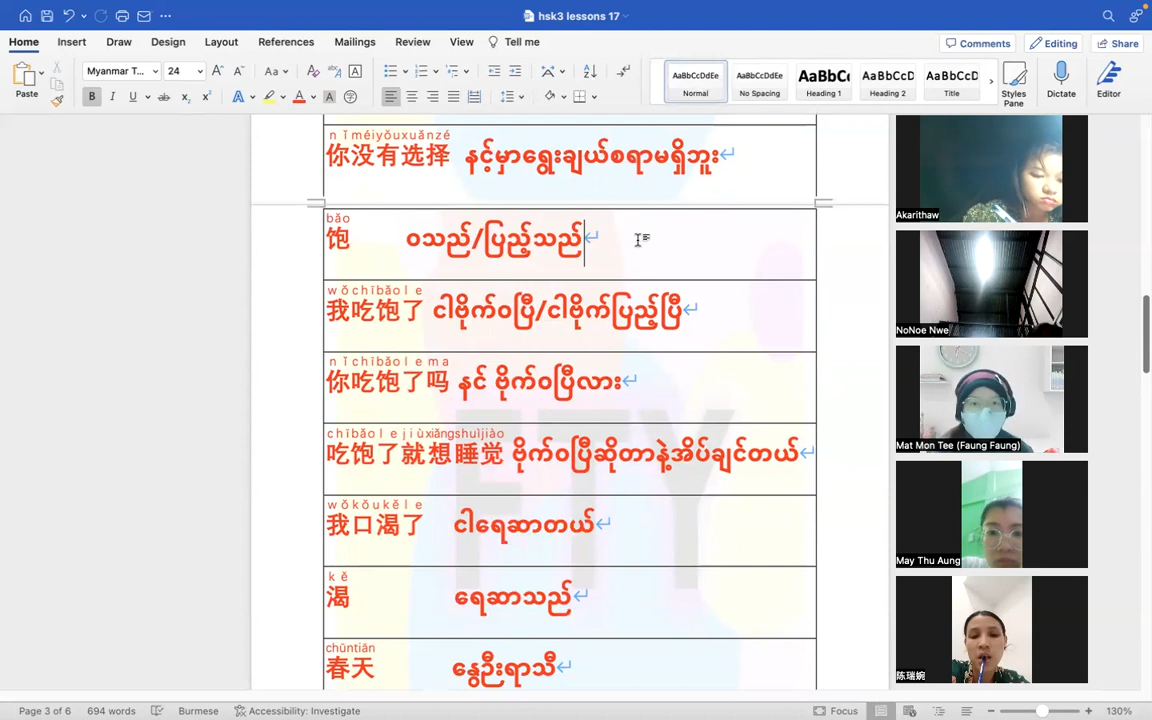 hsk3 lessons 17
Home Insert Draw Design Layout References Mailings Review View Tell me Comments Editing Share
Paste Myanmar T... 24 Normal No Spacing Heading 1 Heading 2 Title Styles Pane Dictate Editor
nǐméiyǒuxuǎnzé
你没有选择 နင့်မှာရွေးချယ်စရာမရှိဘူး
bǎo
饱 ဝသည်/ပြည့်သည်
wǒchībǎole
我吃饱了 ငါဗိုက်ဝပြီ/ငါဗိုက်ပြည့်ပြီ
nǐchībǎolema
你吃饱了吗 နင် ဗိုက်ဝပြီလား
chībǎolejiùxiǎngshuìjiào
吃饱了就想睡觉 ဗိုက်ဝပြီဆိုတာနဲ့အိပ်ချင်တယ်
wǒkǒukěle
我口渴了 ငါရေဆာတယ်
kě
渴 ရေဆာသည်
chūntiān
春天 နွေဦးရာသီ
FTY
Akarithaw
NoNoe Nwe
Mat Mon Tee (Faung Faung)
May Thu Aung
陈瑞婉
Page 3 of 6 694 words Burmese Accessibility: Investigate Focus 130%